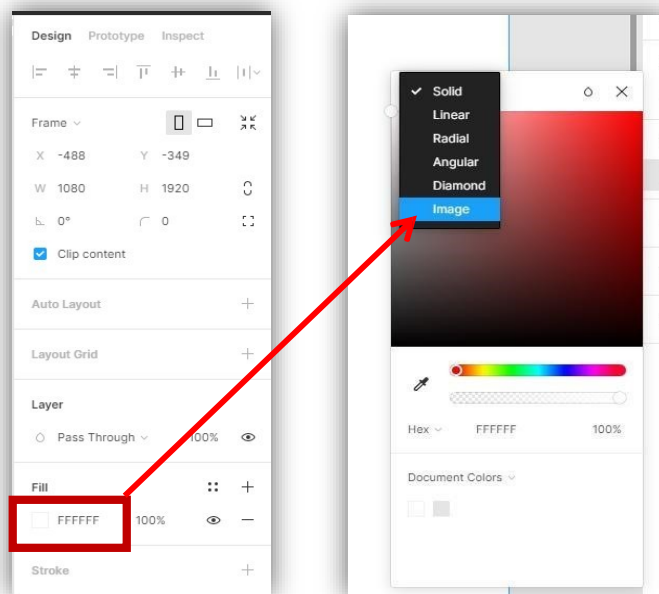 Design Prototype Inspect
Frame
X -488 Y -349
W 1080 H 1920
0° 0
Clip content
Auto Layout
Layout Grid
Layer
Pass Through 100%
Fill
FFFFFF 100%
Stroke
Solid
Linear
Radial
Angular
Diamond
Image
Hex FFFFFF 100%
Document Colors